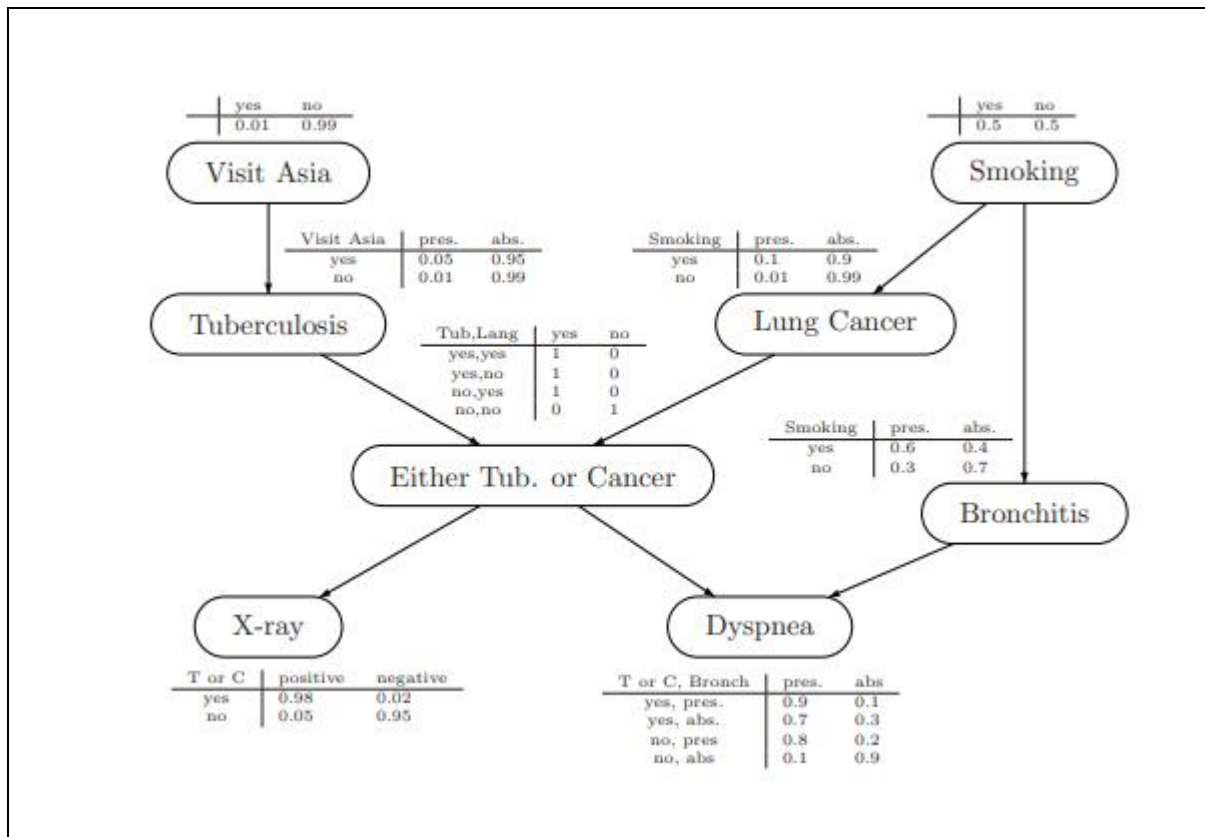 yes no
0.01 0.99
Visit Asia
yes no
0.5 0.5
Smoking
Visit Asia pres. abs.
yes 0.05 0.95
no 0.01 0.99
Smoking pres. abs.
yes 0.1 0.9
no 0.01 0.99
Tuberculosis
Lung Cancer
Tub,Lang yes no
yes,yes 1 0
yes,no 1 0
no,yes 1 0
no,no 0 1
Smoking pres. abs.
yes 0.6 0.4
no 0.3 0.7
Either Tub. or Cancer
Bronchitis
X-ray
Dyspnea
T or C positive negative
yes 0.98 0.02
no 0.05 0.95
T or C, Bronch pres. abs
yes, pres. 0.9 0.1
yes, abs. 0.7 0.3
no, pres 0.8 0.2
no, abs 0.1 0.9